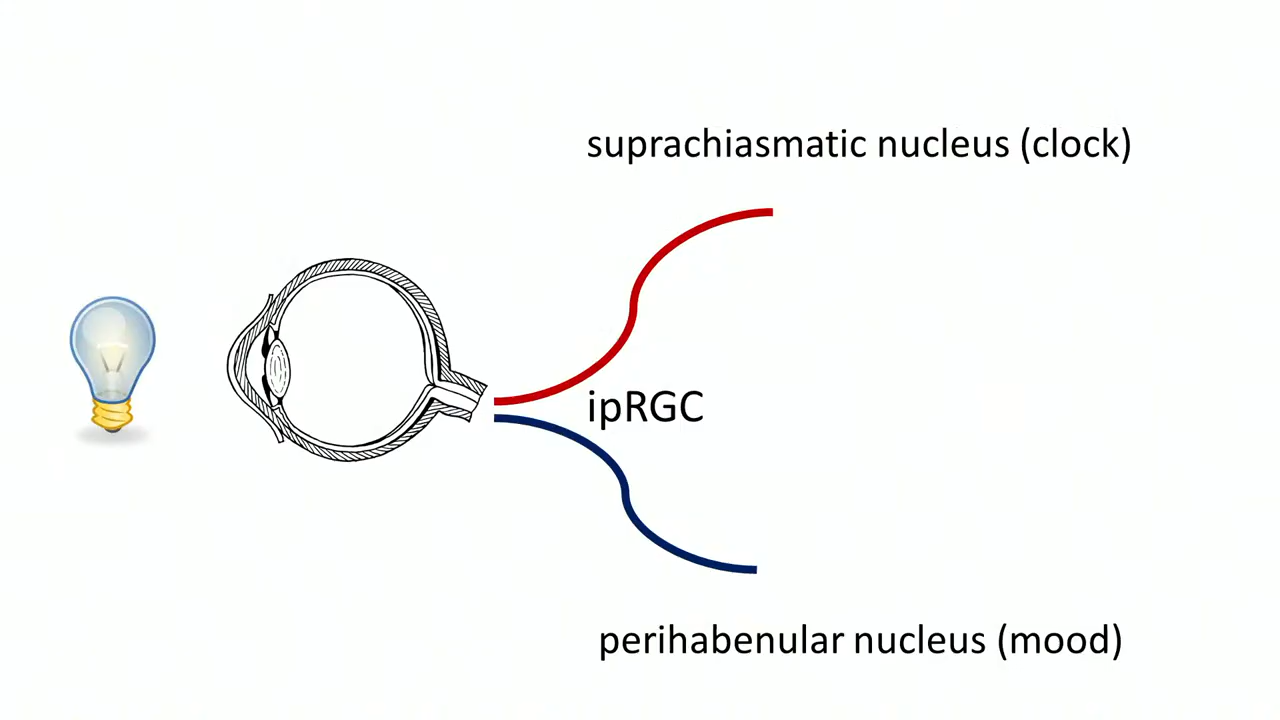 suprachiasmatic nucleus (clock)
ipRGC
perihabenular nucleus (mood)